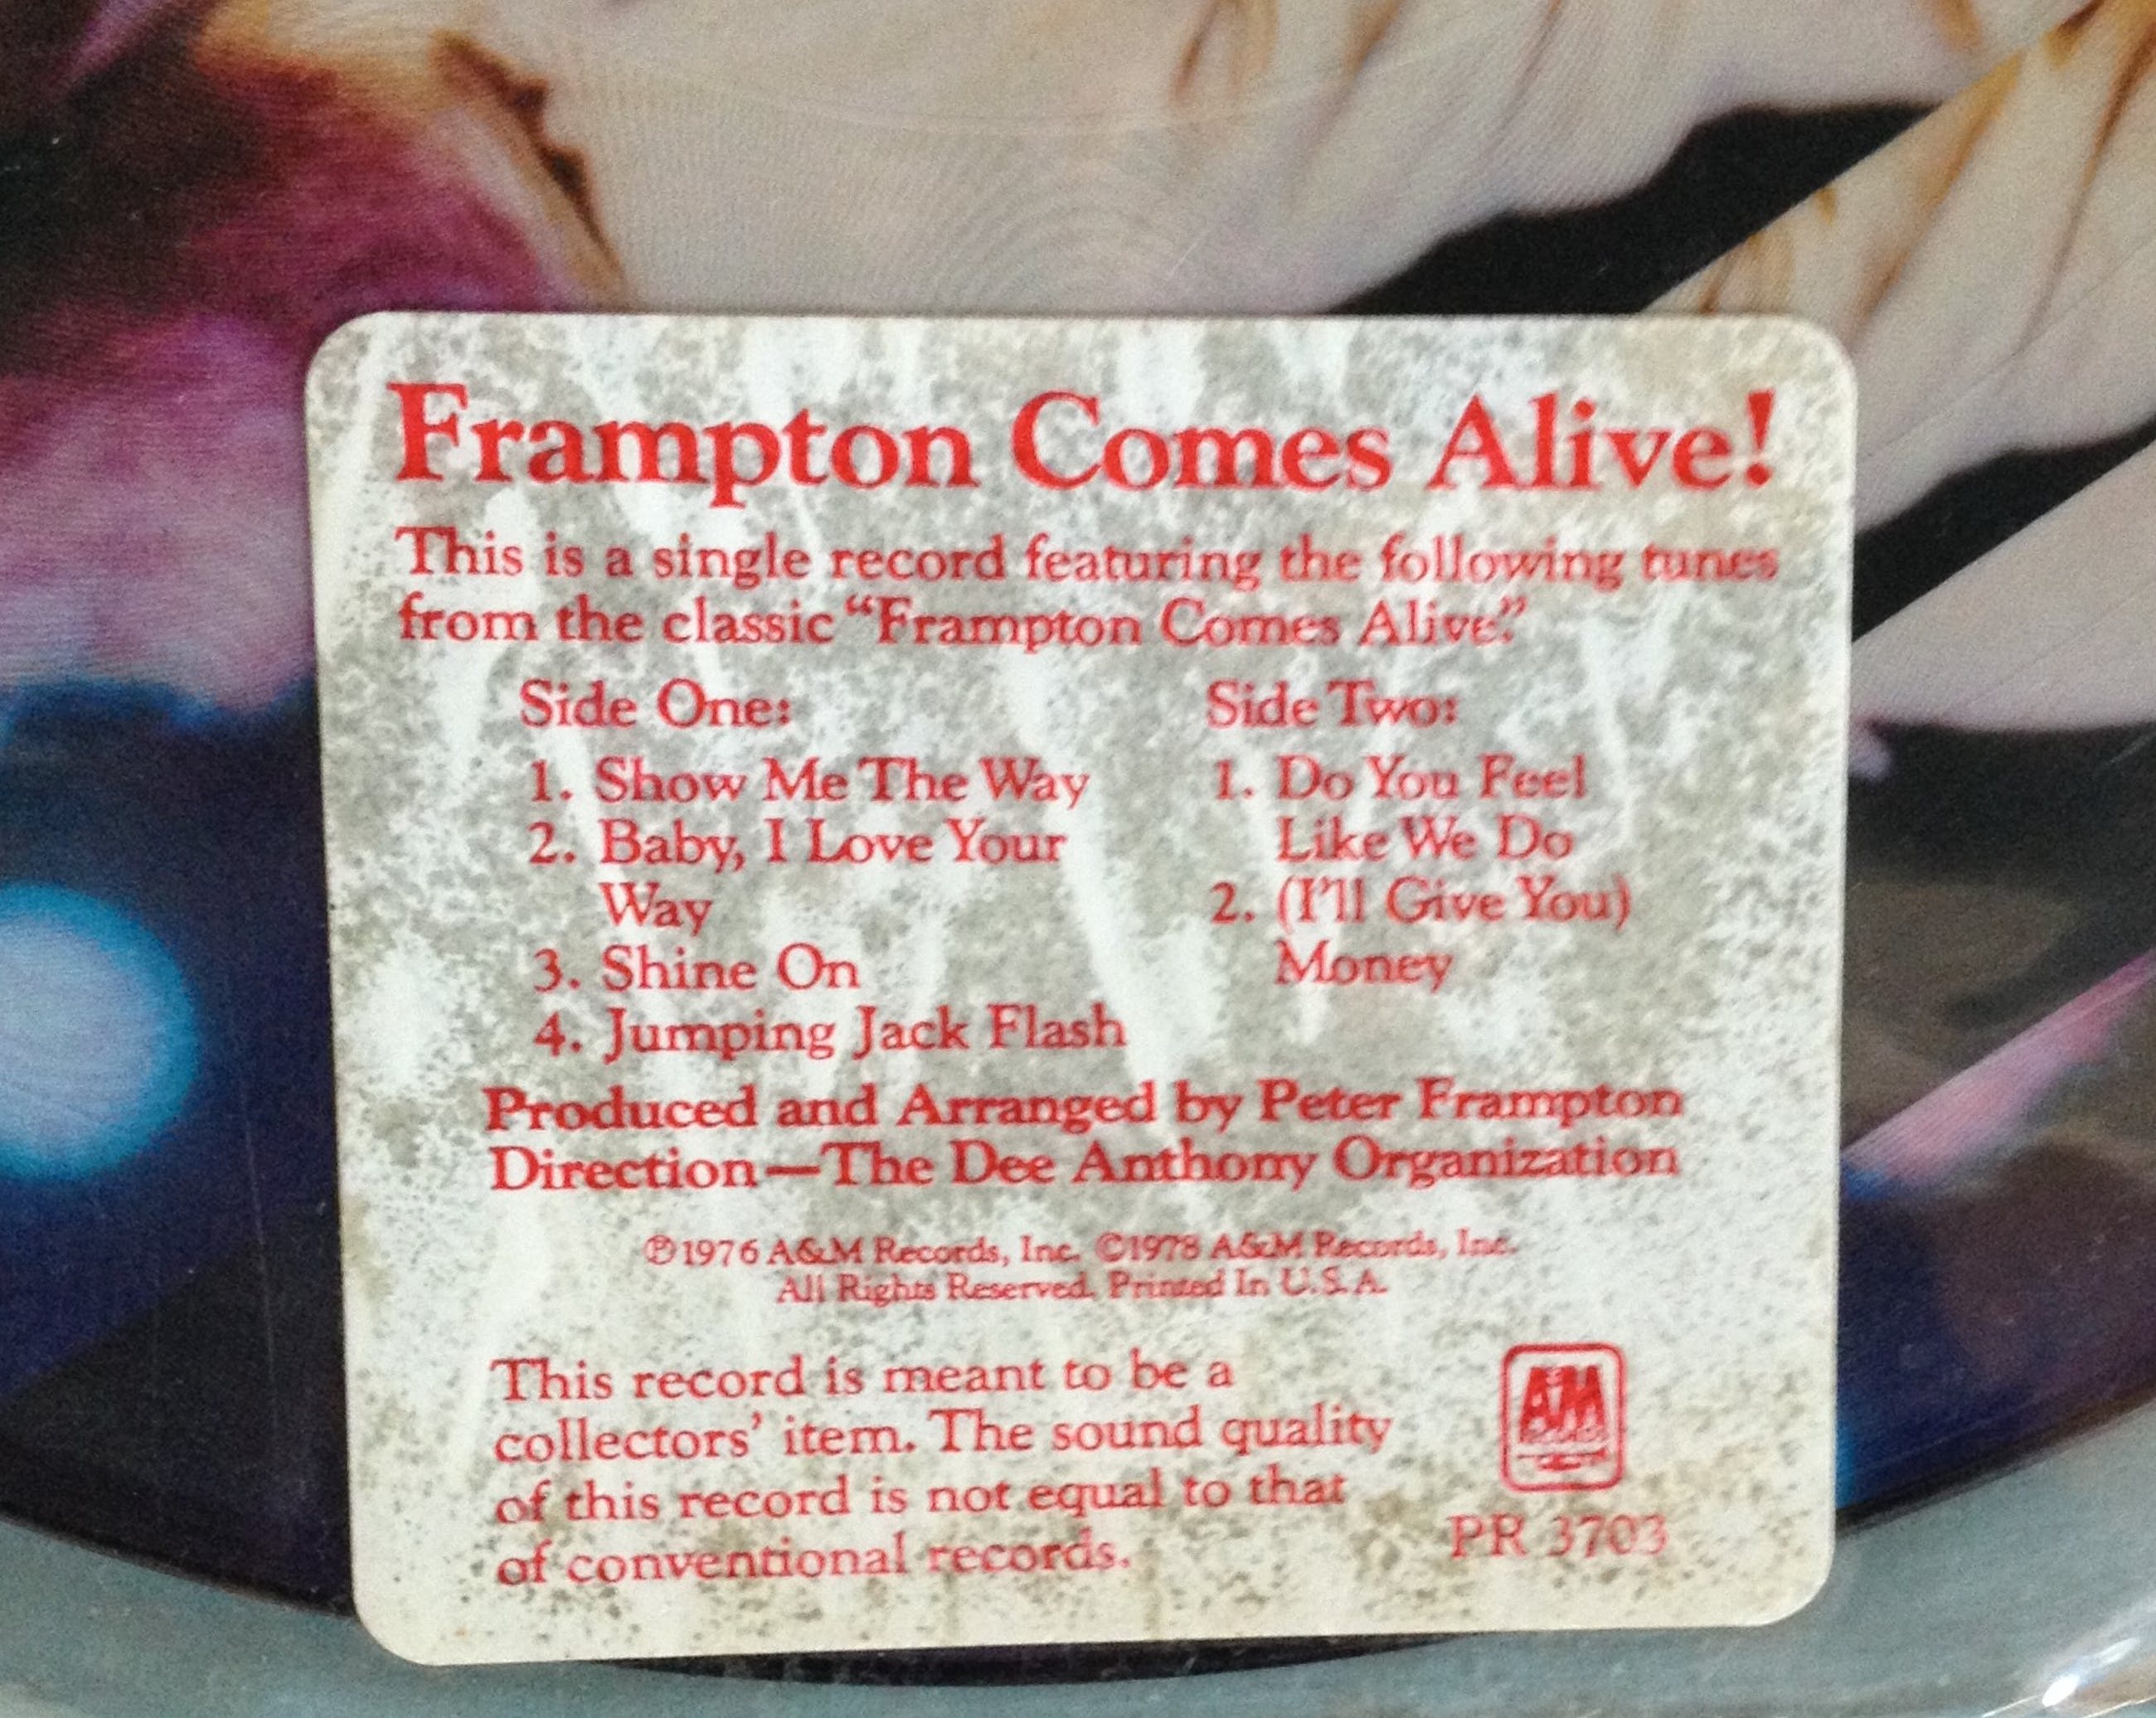 Frampton Comes Alive!
This is a single record featuring the following tunes
from the classic “Frampton Comes Alive.”
Side One:
1. Show Me The Way
2. Baby, I Love Your
Way
3. Shine On
4. Jumping Jack Flash
Side Two:
1. Do You Feel
Like We Do
2. (I'll Give You)
Money
Produced and Arranged by Peter Frampton
Direction—The Dee Anthony Organization
℗1976 A&M Records, Inc. ©1978 A&M Records, Inc.
All Rights Reserved. Printed In U.S.A.
This record is meant to be a
collectors' item. The sound quality
of this record is not equal to that
of conventional records.
A&M
PR 3703